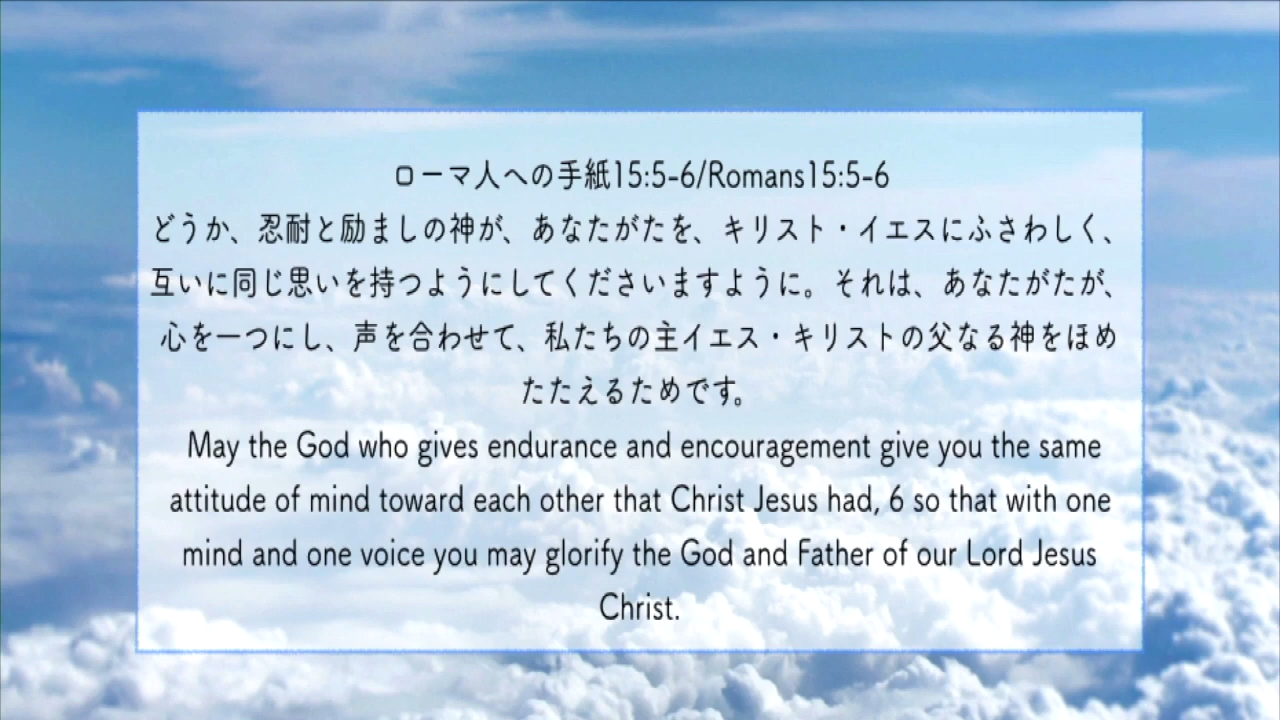 ローマ人への手紙15:5-6/Romans15:5-6
どうか、忍耐と励ましの神が、あなたがたを、キリスト・イエスにふさわしく、
互いに同じ思いを持つようにしてくださいますように。それは、あなたがたが、
心を一つにし、声を合わせて、私たちの主イエス・キリストの父なる神をほめ
たたえるためです。
May the God who gives endurance and encouragement give you the same
attitude of mind toward each other that Christ Jesus had, 6 so that with one
mind and one voice you may glorify the God and Father of our Lord Jesus
Christ.